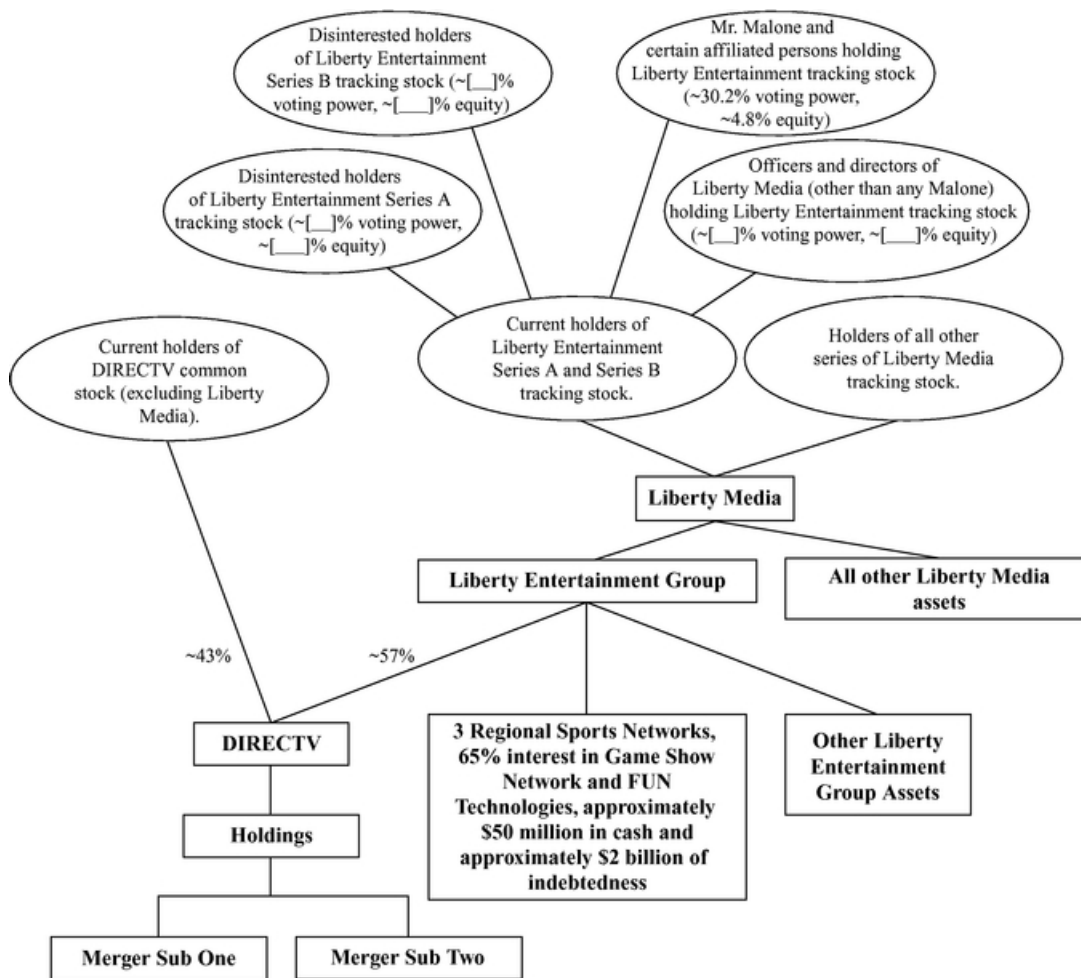 Disinterested holders
of Liberty Entertainment
Series B tracking stock (~[__]%
voting power, ~[___]% equity)
Mr. Malone and
certain affiliated persons holding
Liberty Entertainment tracking stock
(~30.2% voting power,
~4.8% equity)
Disinterested holders
of Liberty Entertainment Series A
tracking stock (~[__]% voting power,
~[___]% equity)
Officers and directors of
Liberty Media (other than any Malone)
holding Liberty Entertainment tracking stock
(~[__]% voting power, ~[___]% equity)
Current holders of
DIRECTV common
stock (excluding Liberty
Media).
Current holders of
Liberty Entertainment
Series A and Series B
tracking stock.
Holders of all other
series of Liberty Media
tracking stock.
Liberty Media
Liberty Entertainment Group
All other Liberty Media
assets
~43%
~57%
DIRECTV
3 Regional Sports Networks,
65% interest in Game Show
Network and FUN
Technologies, approximately
$50 million in cash and
approximately $2 billion of
indebtedness
Other Liberty
Entertainment
Group Assets
Holdings
Merger Sub One
Merger Sub Two